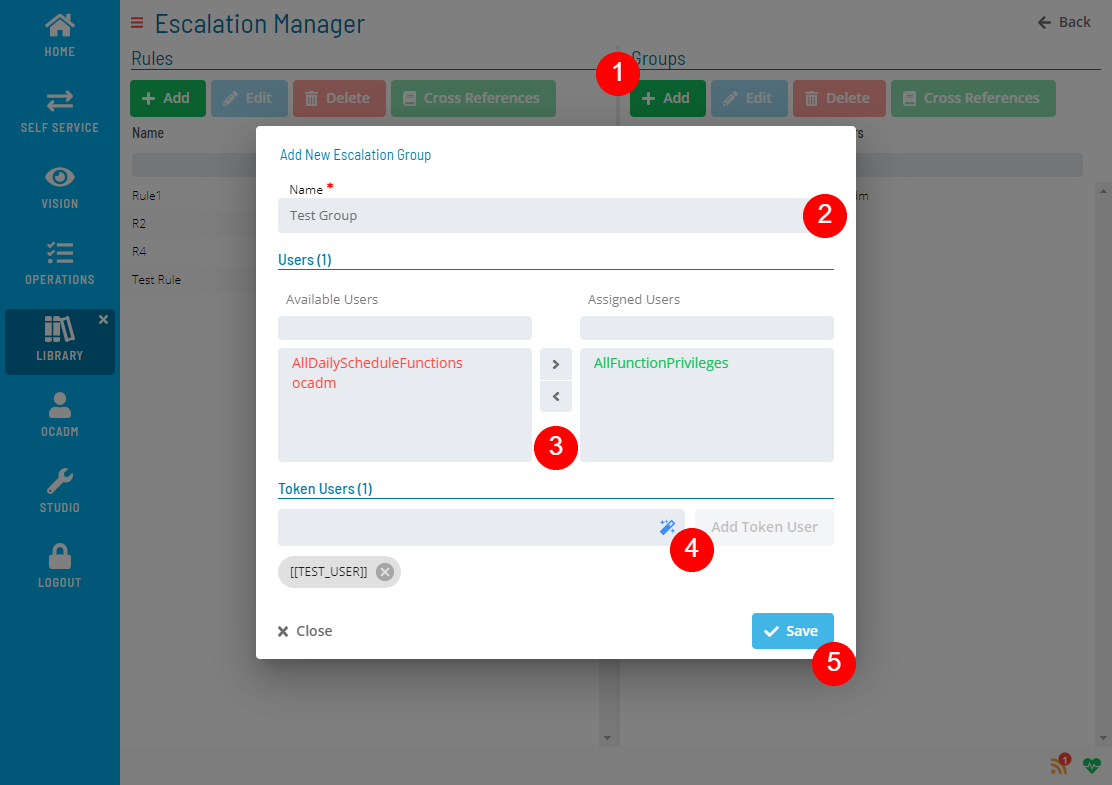 HOME
SELF SERVICE
VISION
OPERATIONS
LIBRARY
OCADM
STUDIO
LOGOUT
Escalation Manager
Back
Rules
Groups
1
Add Edit Delete Cross References
Add Edit Delete Cross References
Name
Rule1
R2
R4
Test Rule
Add New Escalation Group
Name *
Test Group
2
Users (1)
Available Users
Assigned Users
AllDailyScheduleFunctions
ocadm
AllFunctionPrivileges
3
Token Users (1)
Add Token User
4
[[TEST_USER]]
Close
Save
5
1